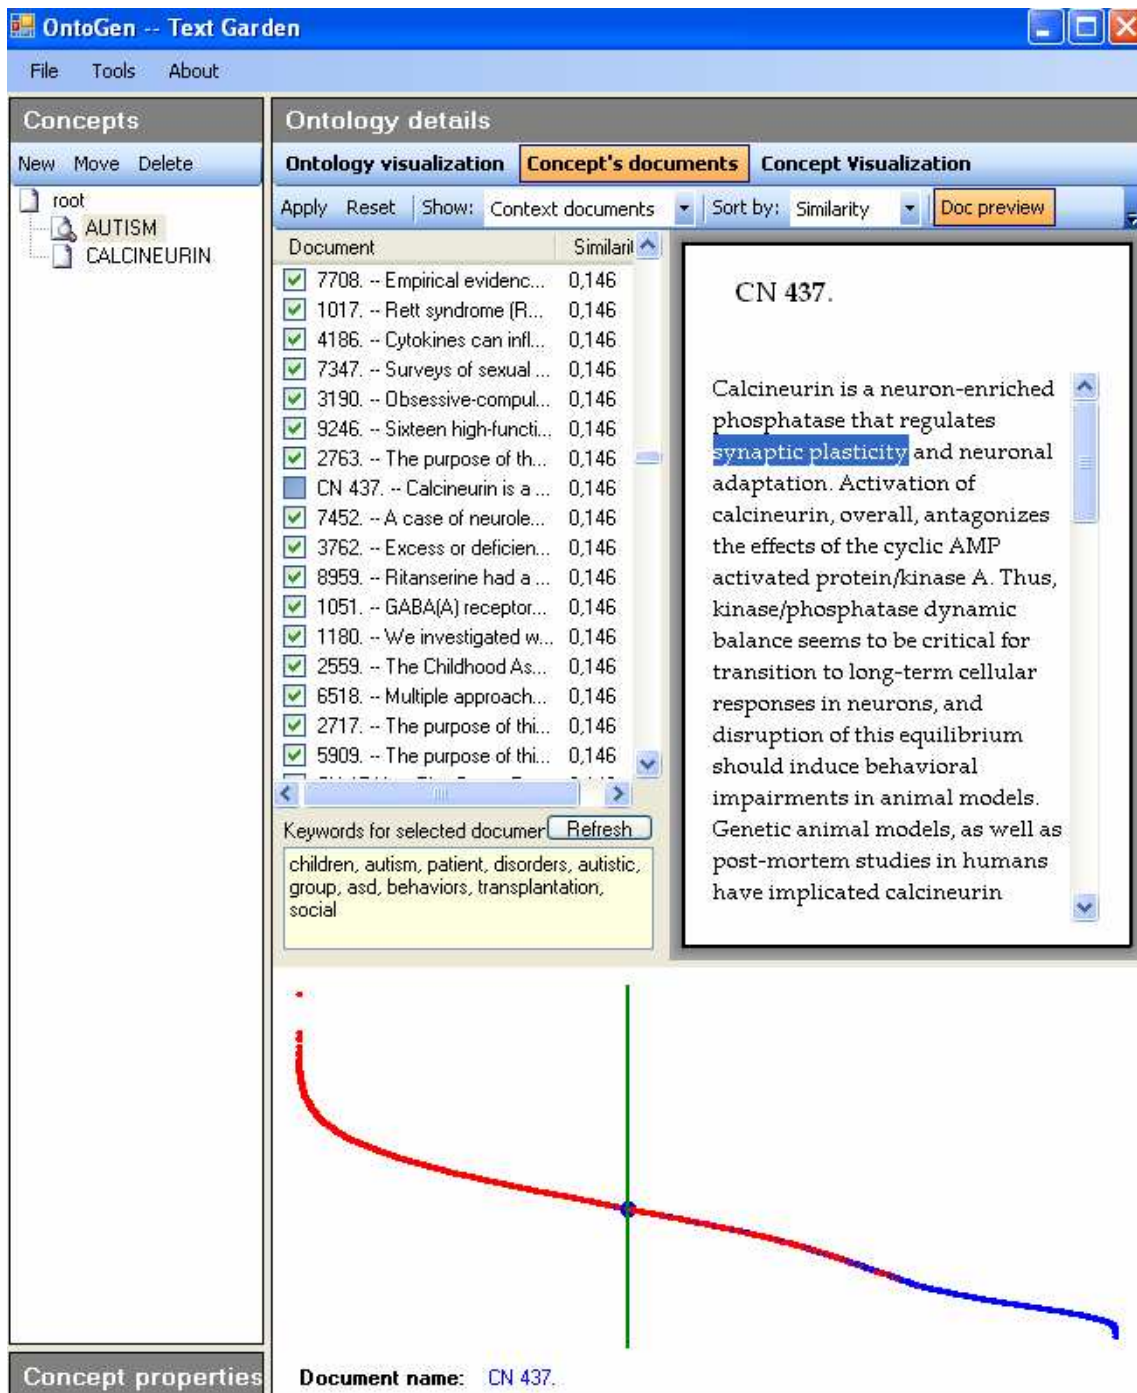 OntoGen -- Text Garden
File Tools About
Concepts
New Move Delete
root
AUTISM
CALCINEURIN
Ontology details
Ontology visualization Concept's documents Concept Visualization
Apply Reset Show: Context documents Sort by: Similarity Doc preview
Document Similarit
7708. -- Empirical evidenc... 0,146
1017. -- Rett syndrome (R... 0,146
4186. -- Cytokines can infl... 0,146
7347. -- Surveys of sexual ... 0,146
3190. -- Obsessive-compul... 0,146
9246. -- Sixteen high-functi... 0,146
2763. -- The purpose of th... 0,146
CN 437. -- Calcineurin is a ... 0,146
7452. -- A case of neurole... 0,146
3762. -- Excess or deficien... 0,146
8959. -- Ritanserine had a ... 0,146
1051. -- GABA(A) receptor... 0,146
1180. -- We investigated w... 0,146
2559. -- The Childhood As... 0,146
6518. -- Multiple approach... 0,146
2717. -- The purpose of thi... 0,146
5909. -- The purpose of thi... 0,146
Keywords for selected documer Refresh
children, autism, patient, disorders, autistic,
group, asd, behaviors, transplantation,
social
CN 437.
Calcineurin is a neuron-enriched
phosphatase that regulates
synaptic plasticity and neuronal
adaptation. Activation of
calcineurin, overall, antagonizes
the effects of the cyclic AMP
activated protein/kinase A. Thus,
kinase/phosphatase dynamic
balance seems to be critical for
transition to long-term cellular
responses in neurons, and
disruption of this equilibrium
should induce behavioral
impairments in animal models.
Genetic animal models, as well as
post-mortem studies in humans
have implicated calcineurin
Concept properties
Document name: CN 437.